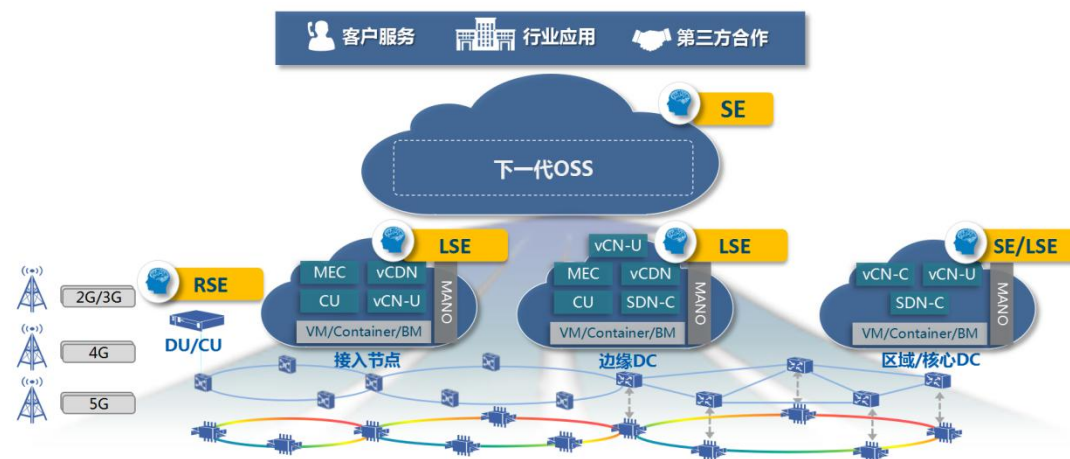 客户服务 行业应用 第三方合作
SE
下一代OSS
LSE
MEC vCDN
CU vCN-U
MANO
VM/Container/BM
接入节点
vCN-U
LSE
MEC vCDN
CU SDN-C
MANO
VM/Container/BM
边缘DC
SE/LSE
vCN-C vCN-U
SDN-C
MANO
VM/Container/BM
区域/核心DC
RSE
DU/CU
2G/3G
4G
5G